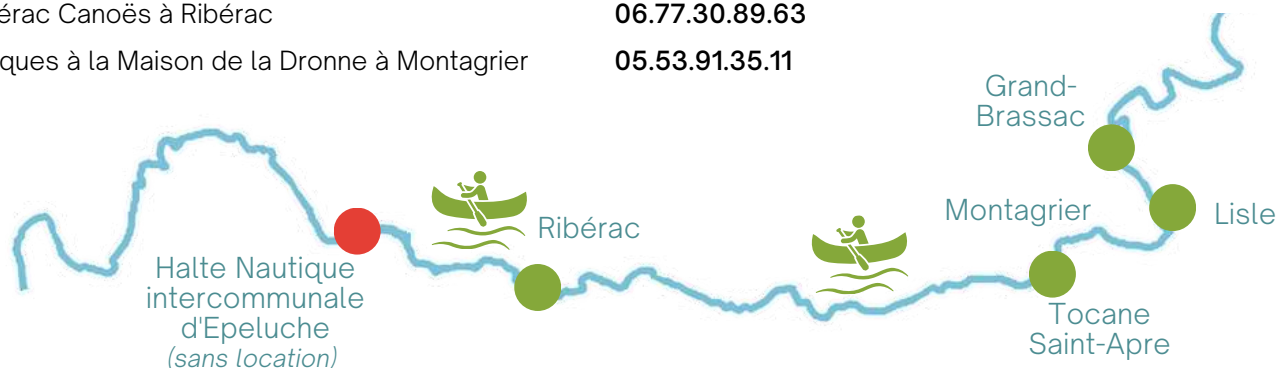 érac Canoës à Ribérac 06.77.30.89.63
ques à la Maison de la Dronne à Montagrier 05.53.91.35.11
Grand-
Brassac
Montagrier
Lisle
Ribérac
Halte Nautique
intercommunale
d'Epeluche
(sans location)
Tocane
Saint-Apre